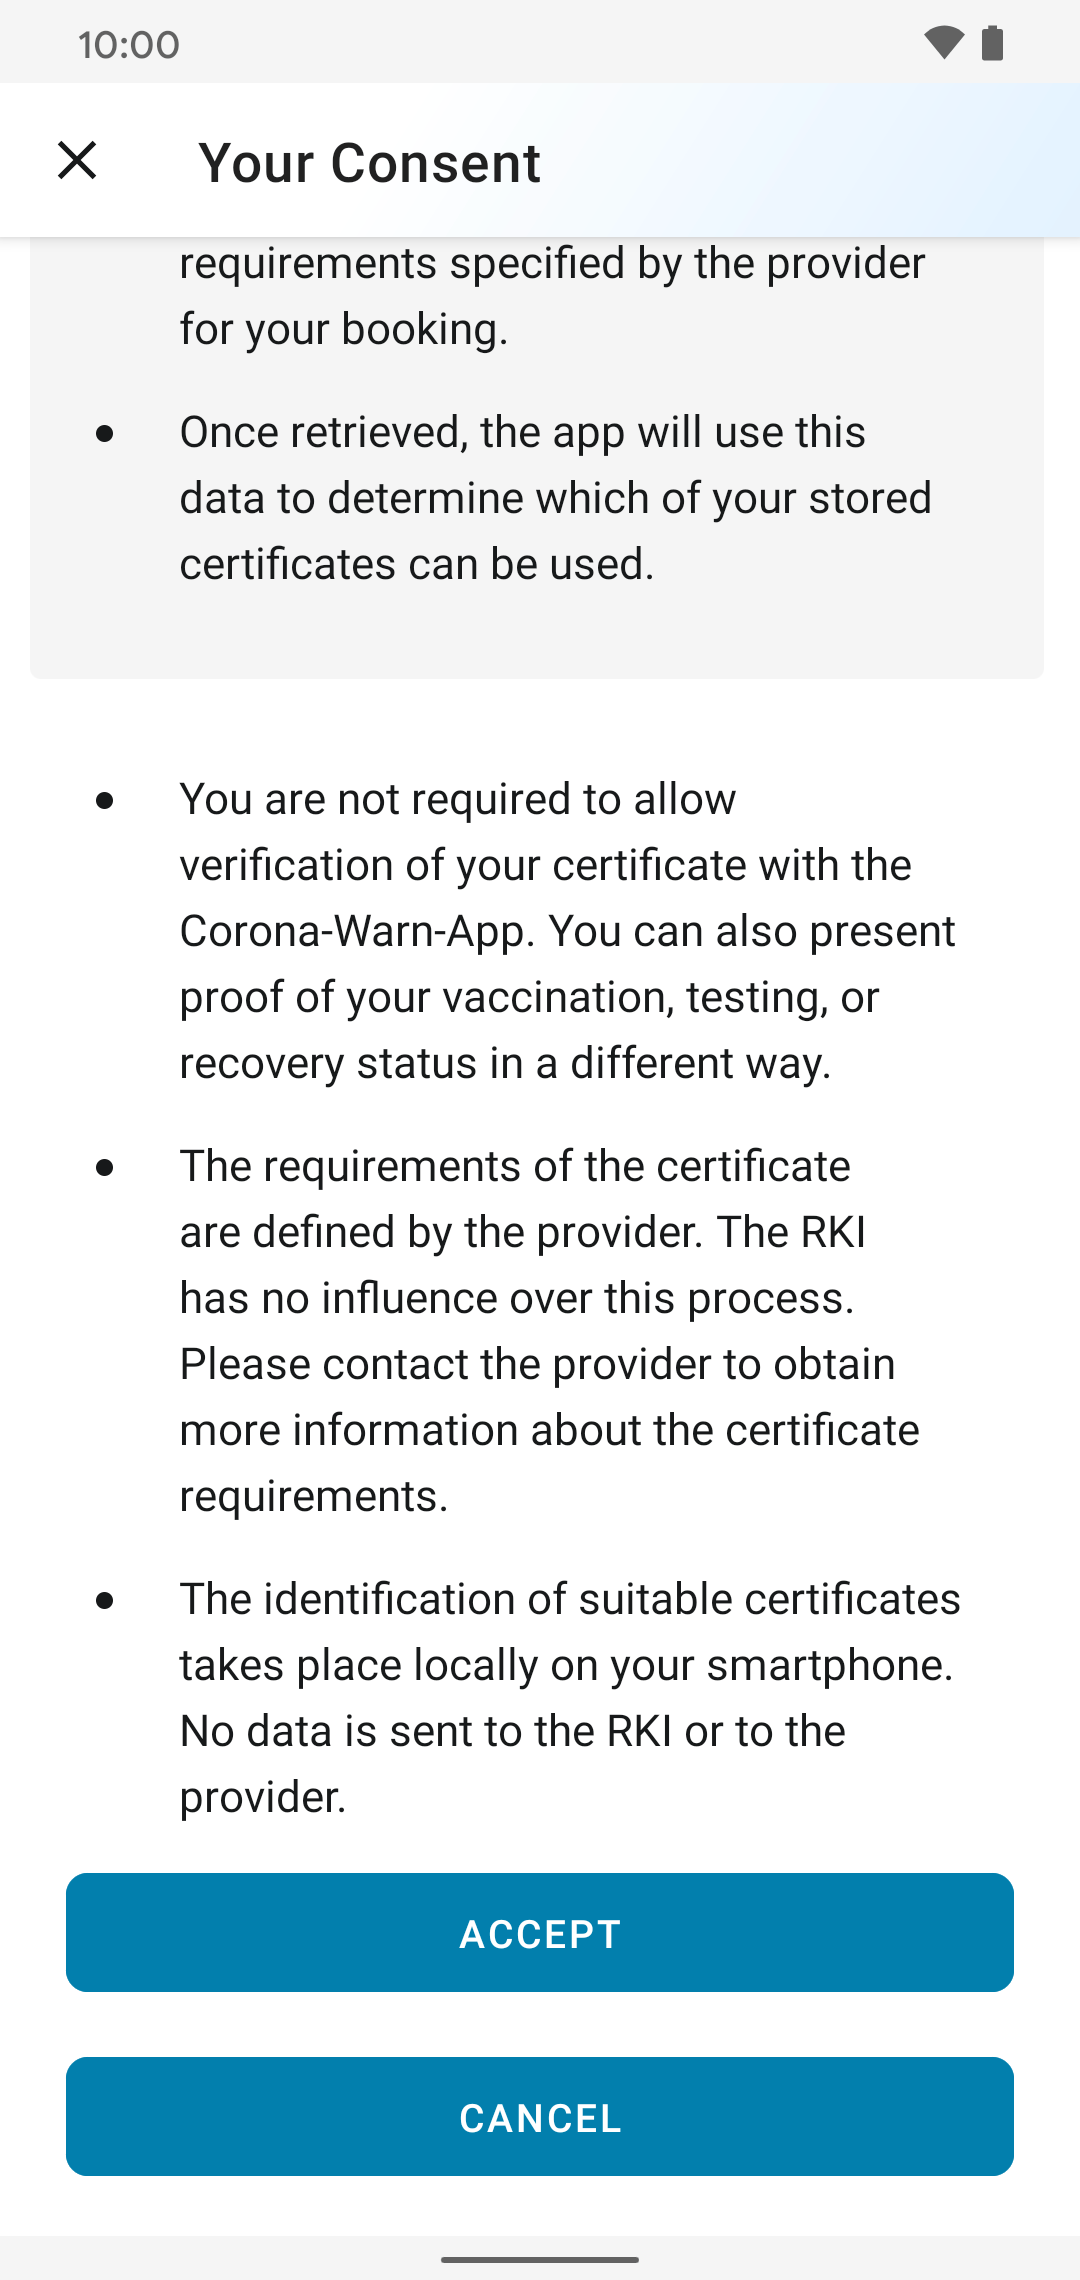 10:00
Your Consent
requirements specified by the provider
for your booking.
Once retrieved, the app will use this
data to determine which of your stored
certificates can be used.
You are not required to allow
verification of your certificate with the
Corona-Warn-App. You can also present
proof of your vaccination, testing, or
recovery status in a different way.
The requirements of the certificate
are defined by the provider. The RKI
has no influence over this process.
Please contact the provider to obtain
more information about the certificate
requirements.
The identification of suitable certificates
takes place locally on your smartphone.
No data is sent to the RKI or to the
provider.
ACCEPT
CANCEL